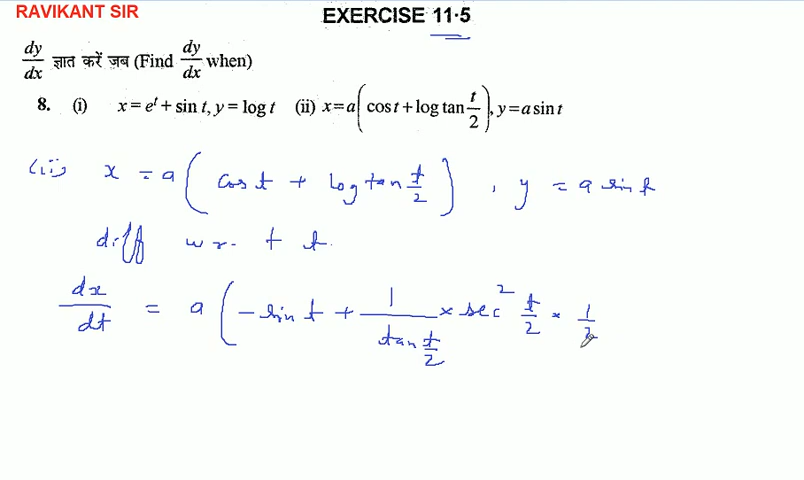 RAVIKANT SIR
EXERCISE 11·5
dy/dx ज्ञात करें जब (Find dy/dx when)
8. (i) x = e^t + sin t, y = log t (ii) x = a(cos t + log tan t/2), y = a sin t
(ii) x = a(cos t + log tan t/2), y = a sin t
diff w r. t t.
dx/dt = a(-sin t + 1/tan t/2 × sec² t/2 × 1/2